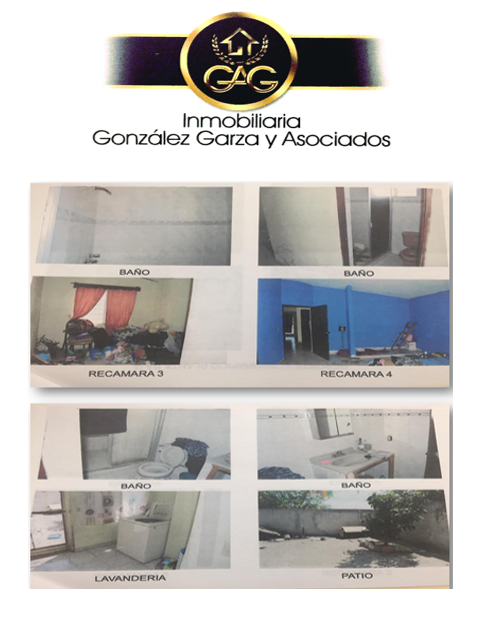 GAG
Inmobiliaria
González Garza y Asociados
BAÑO BAÑO
RECAMARA 3 RECAMARA 4
BAÑO BAÑO
LAVANDERIA PATIO